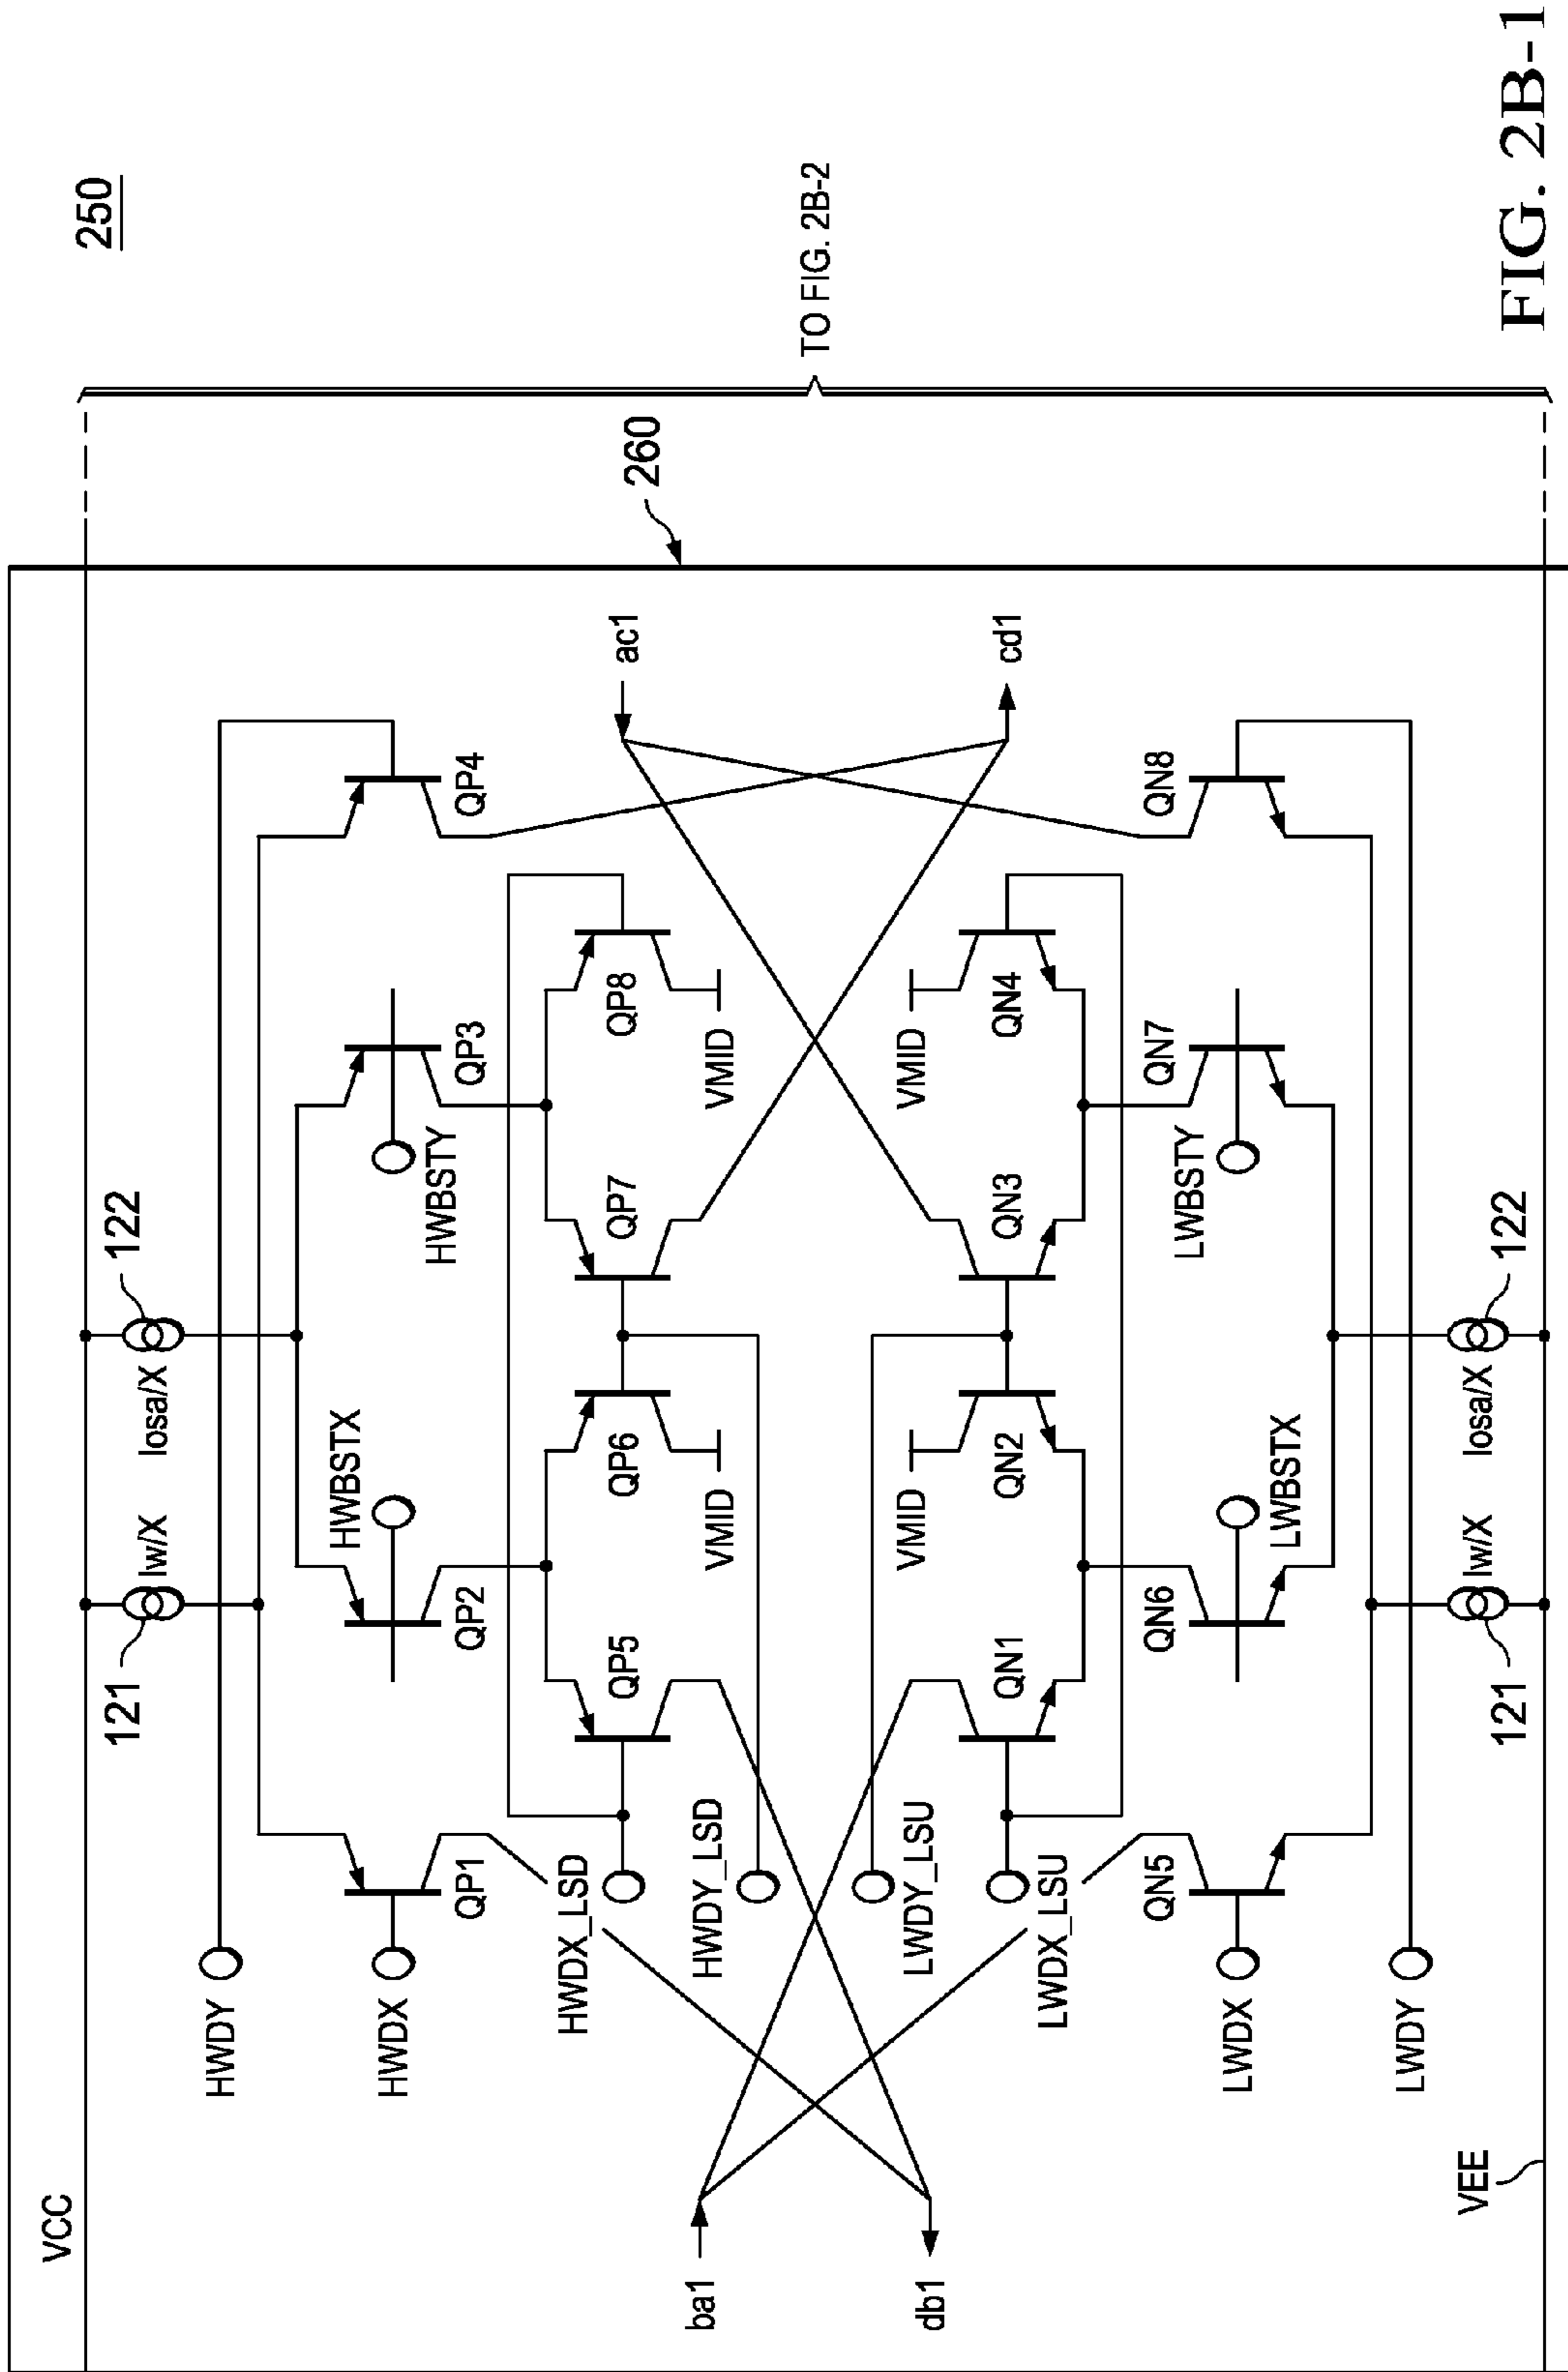 250
VCC
121
Iw/X
Iosa/X
122
HWDY
HWDX
QP1
QP2
HWBSTX
HWBSTY
QP3
QP4
HWDX_LSD
QP5
QP6
QP7
QP8
HWDY_LSD
VMID
VMID
260
ac1
ba1
TO FIG. 2B-2
db1
cd1
LWDY_LSU
VMID
VMID
LWDX_LSU
QN1
QN2
QN3
QN4
LWDX
QN5
QN6
LWBSTX
LWBSTY
QN7
QN8
LWDY
121
Iw/X
Iosa/X
122
VEE
FIG. 2B-1